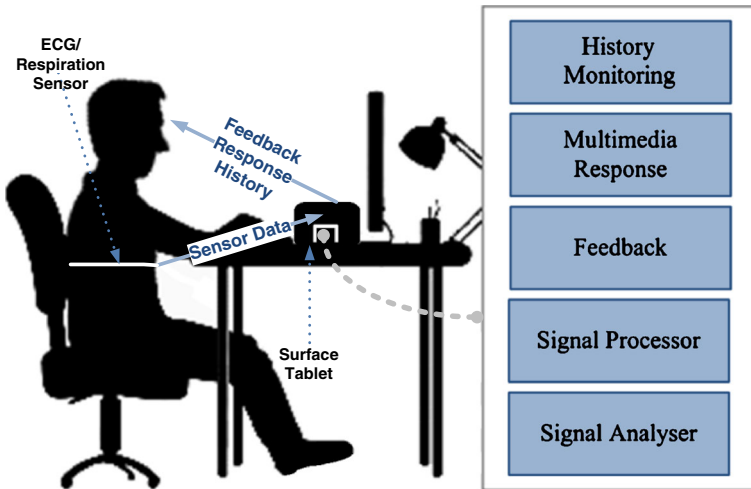 ECG/
Respiration
Sensor
Feedback
Response
History
Sensor Data
Surface
Tablet
History
Monitoring
Multimedia
Response
Feedback
Signal Processor
Signal Analyser